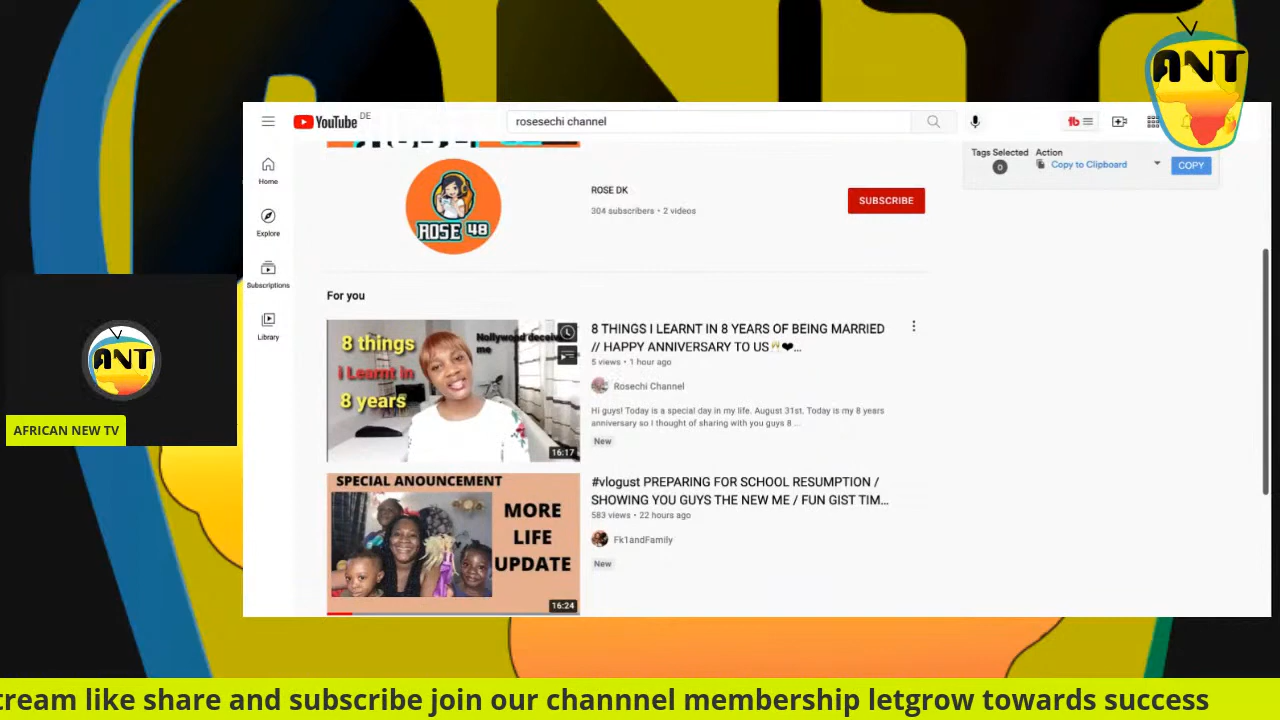 ANT
YouTube DE
rosesechi channel
Tags Selected
0
Action
Copy to Clipboard
COPY
Home
Explore
Subscriptions
Library
ROSE 48
ROSE DK
304 subscribers • 2 videos
SUBSCRIBE
For you
8 things
i Learnt in
8 years
Nollywood deceiv
me
16:17
8 THINGS I LEARNT IN 8 YEARS OF BEING MARRIED
// HAPPY ANNIVERSARY TO US🥂❤...
5 views • 1 hour ago
Rosechi Channel
Hi guys! Today is a special day in my life. August 31st. Today is my 8 years
anniversary so I thought of sharing with you guys 8 ...
New
SPECIAL ANOUNCEMENT
MORE
LIFE
UPDATE
16:24
#vlogust PREPARING FOR SCHOOL RESUMPTION /
SHOWING YOU GUYS THE NEW ME / FUN GIST TIM...
583 views • 22 hours ago
Fk1andFamily
New
ANT
AFRICAN NEW TV
tream like share and subscribe join our channnel membership letgrow towards success